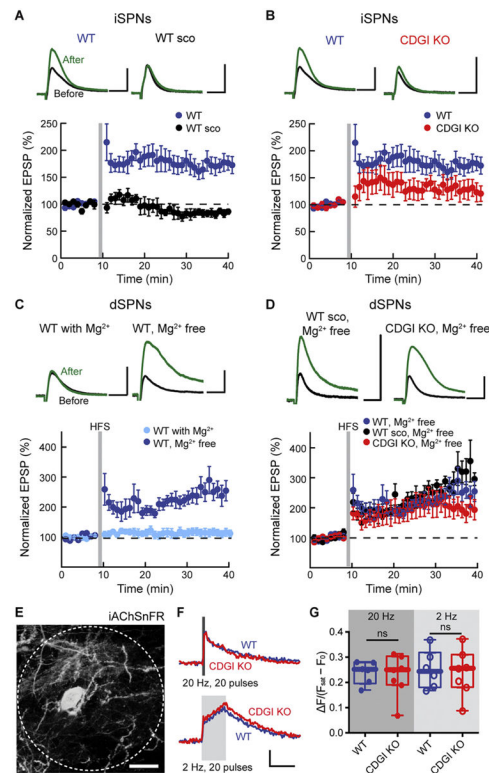 A
iSPNs
WT
WT sco
After
Before
WT
WT sco
Normalized EPSP (%)
250
200
150
100
50
0
0
10
20
30
40
Time (min)
B
iSPNs
WT
CDGI KO
WT
CDGI KO
Normalized EPSP (%)
250
200
150
100
50
0
0
10
20
30
40
Time (min)
C
dSPNs
WT with Mg²⁺
WT, Mg²⁺ free
After
Before
HFS
WT with Mg²⁺
WT, Mg²⁺ free
Normalized EPSP (%)
400
300
200
100
0
10
20
30
40
Time (min)
D
dSPNs
WT sco,
Mg²⁺ free
CDGI KO, Mg²⁺ free
HFS
WT, Mg²⁺ free
WT sco, Mg²⁺ free
CDGI KO, Mg²⁺ free
Normalized EPSP (%)
400
300
200
100
0
10
20
30
40
Time (min)
E
iAChSnFR
F
WT
CDGI KO
20 Hz, 20 pulses
CDGI KO
WT
2 Hz, 20 pulses
G
20 Hz
2 Hz
ns
ns
ΔF/(Fsat − F0)
0.4
0.3
0.2
0.1
0.0
WT
CDGI KO
WT
CDGI KO